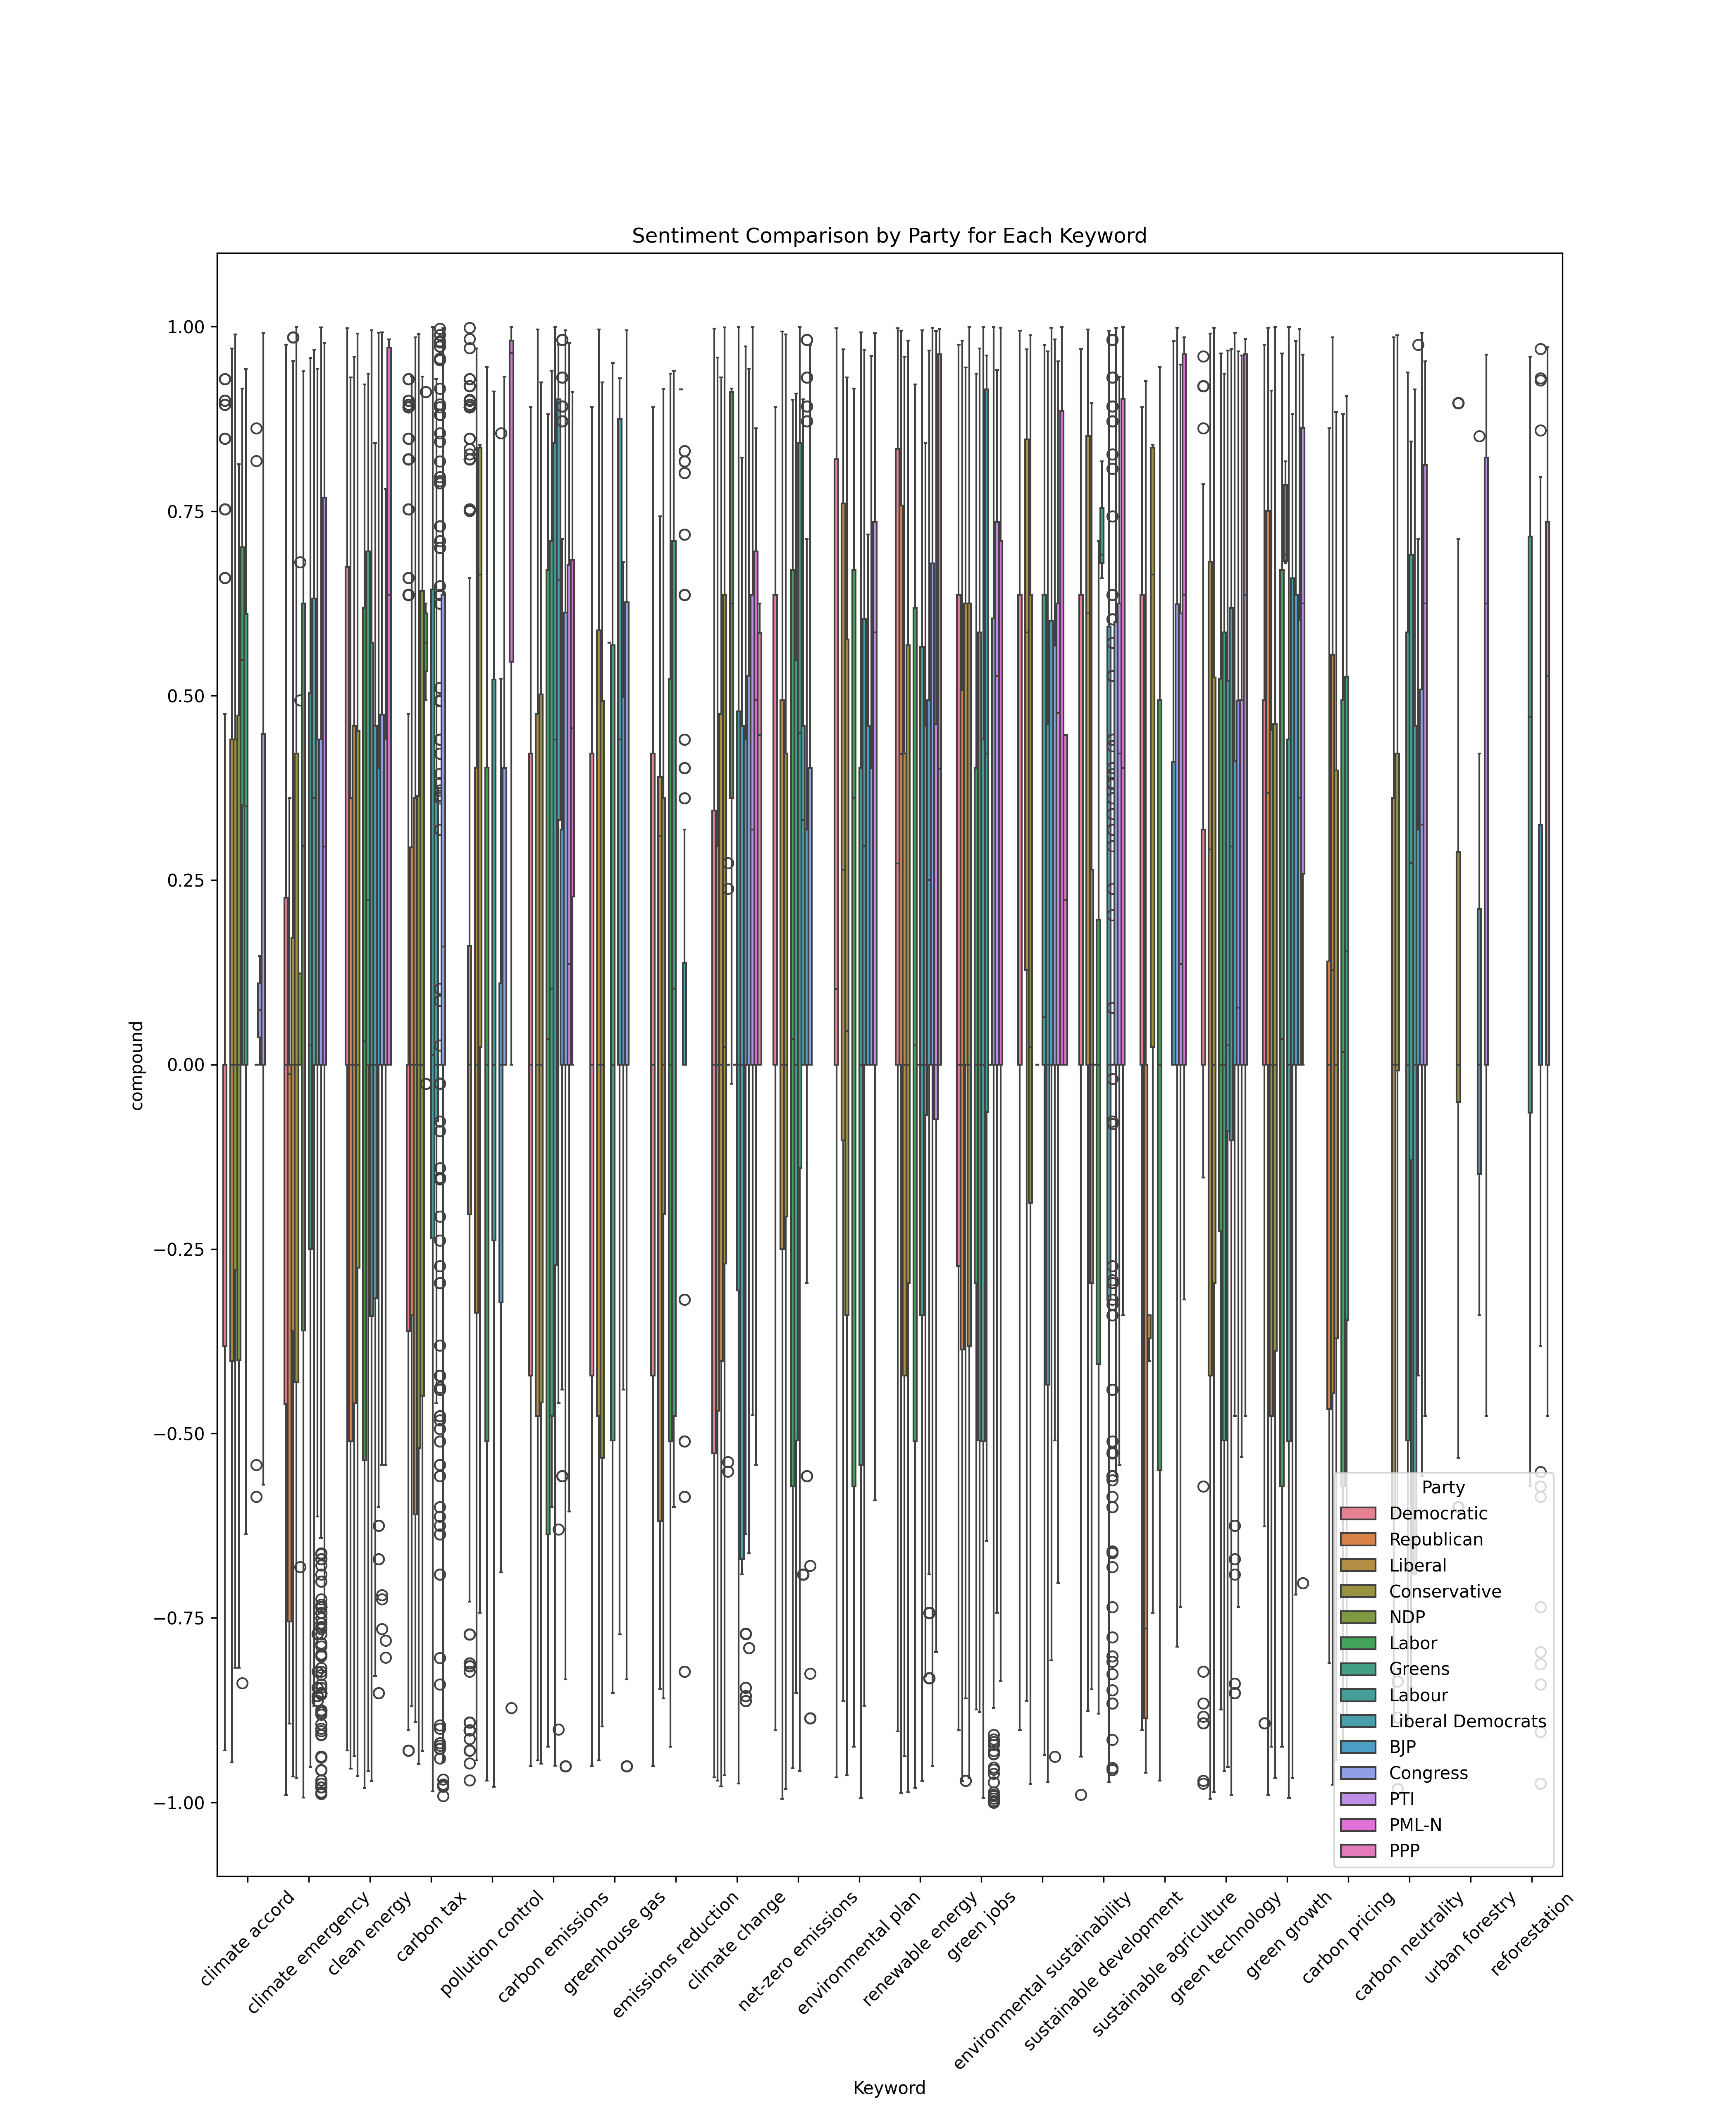 Sentiment Comparison by Party for Each Keyword
1.00
0.75
0.50
0.25
0.00
−0.25
−0.50
−0.75
−1.00
compound
Party
Democratic
Republican
Liberal
Conservative
NDP
Labor
Greens
Labour
Liberal Democrats
BJP
Congress
PTI
PML-N
PPP
climate accord
climate emergency
clean energy
carbon tax
pollution control
carbon emissions
greenhouse gas
emissions reduction
climate change
net-zero emissions
environmental plan
renewable energy
green jobs
environmental sustainability
sustainable development
sustainable agriculture
green technology
green growth
carbon pricing
carbon neutrality
urban forestry
reforestation
Keyword